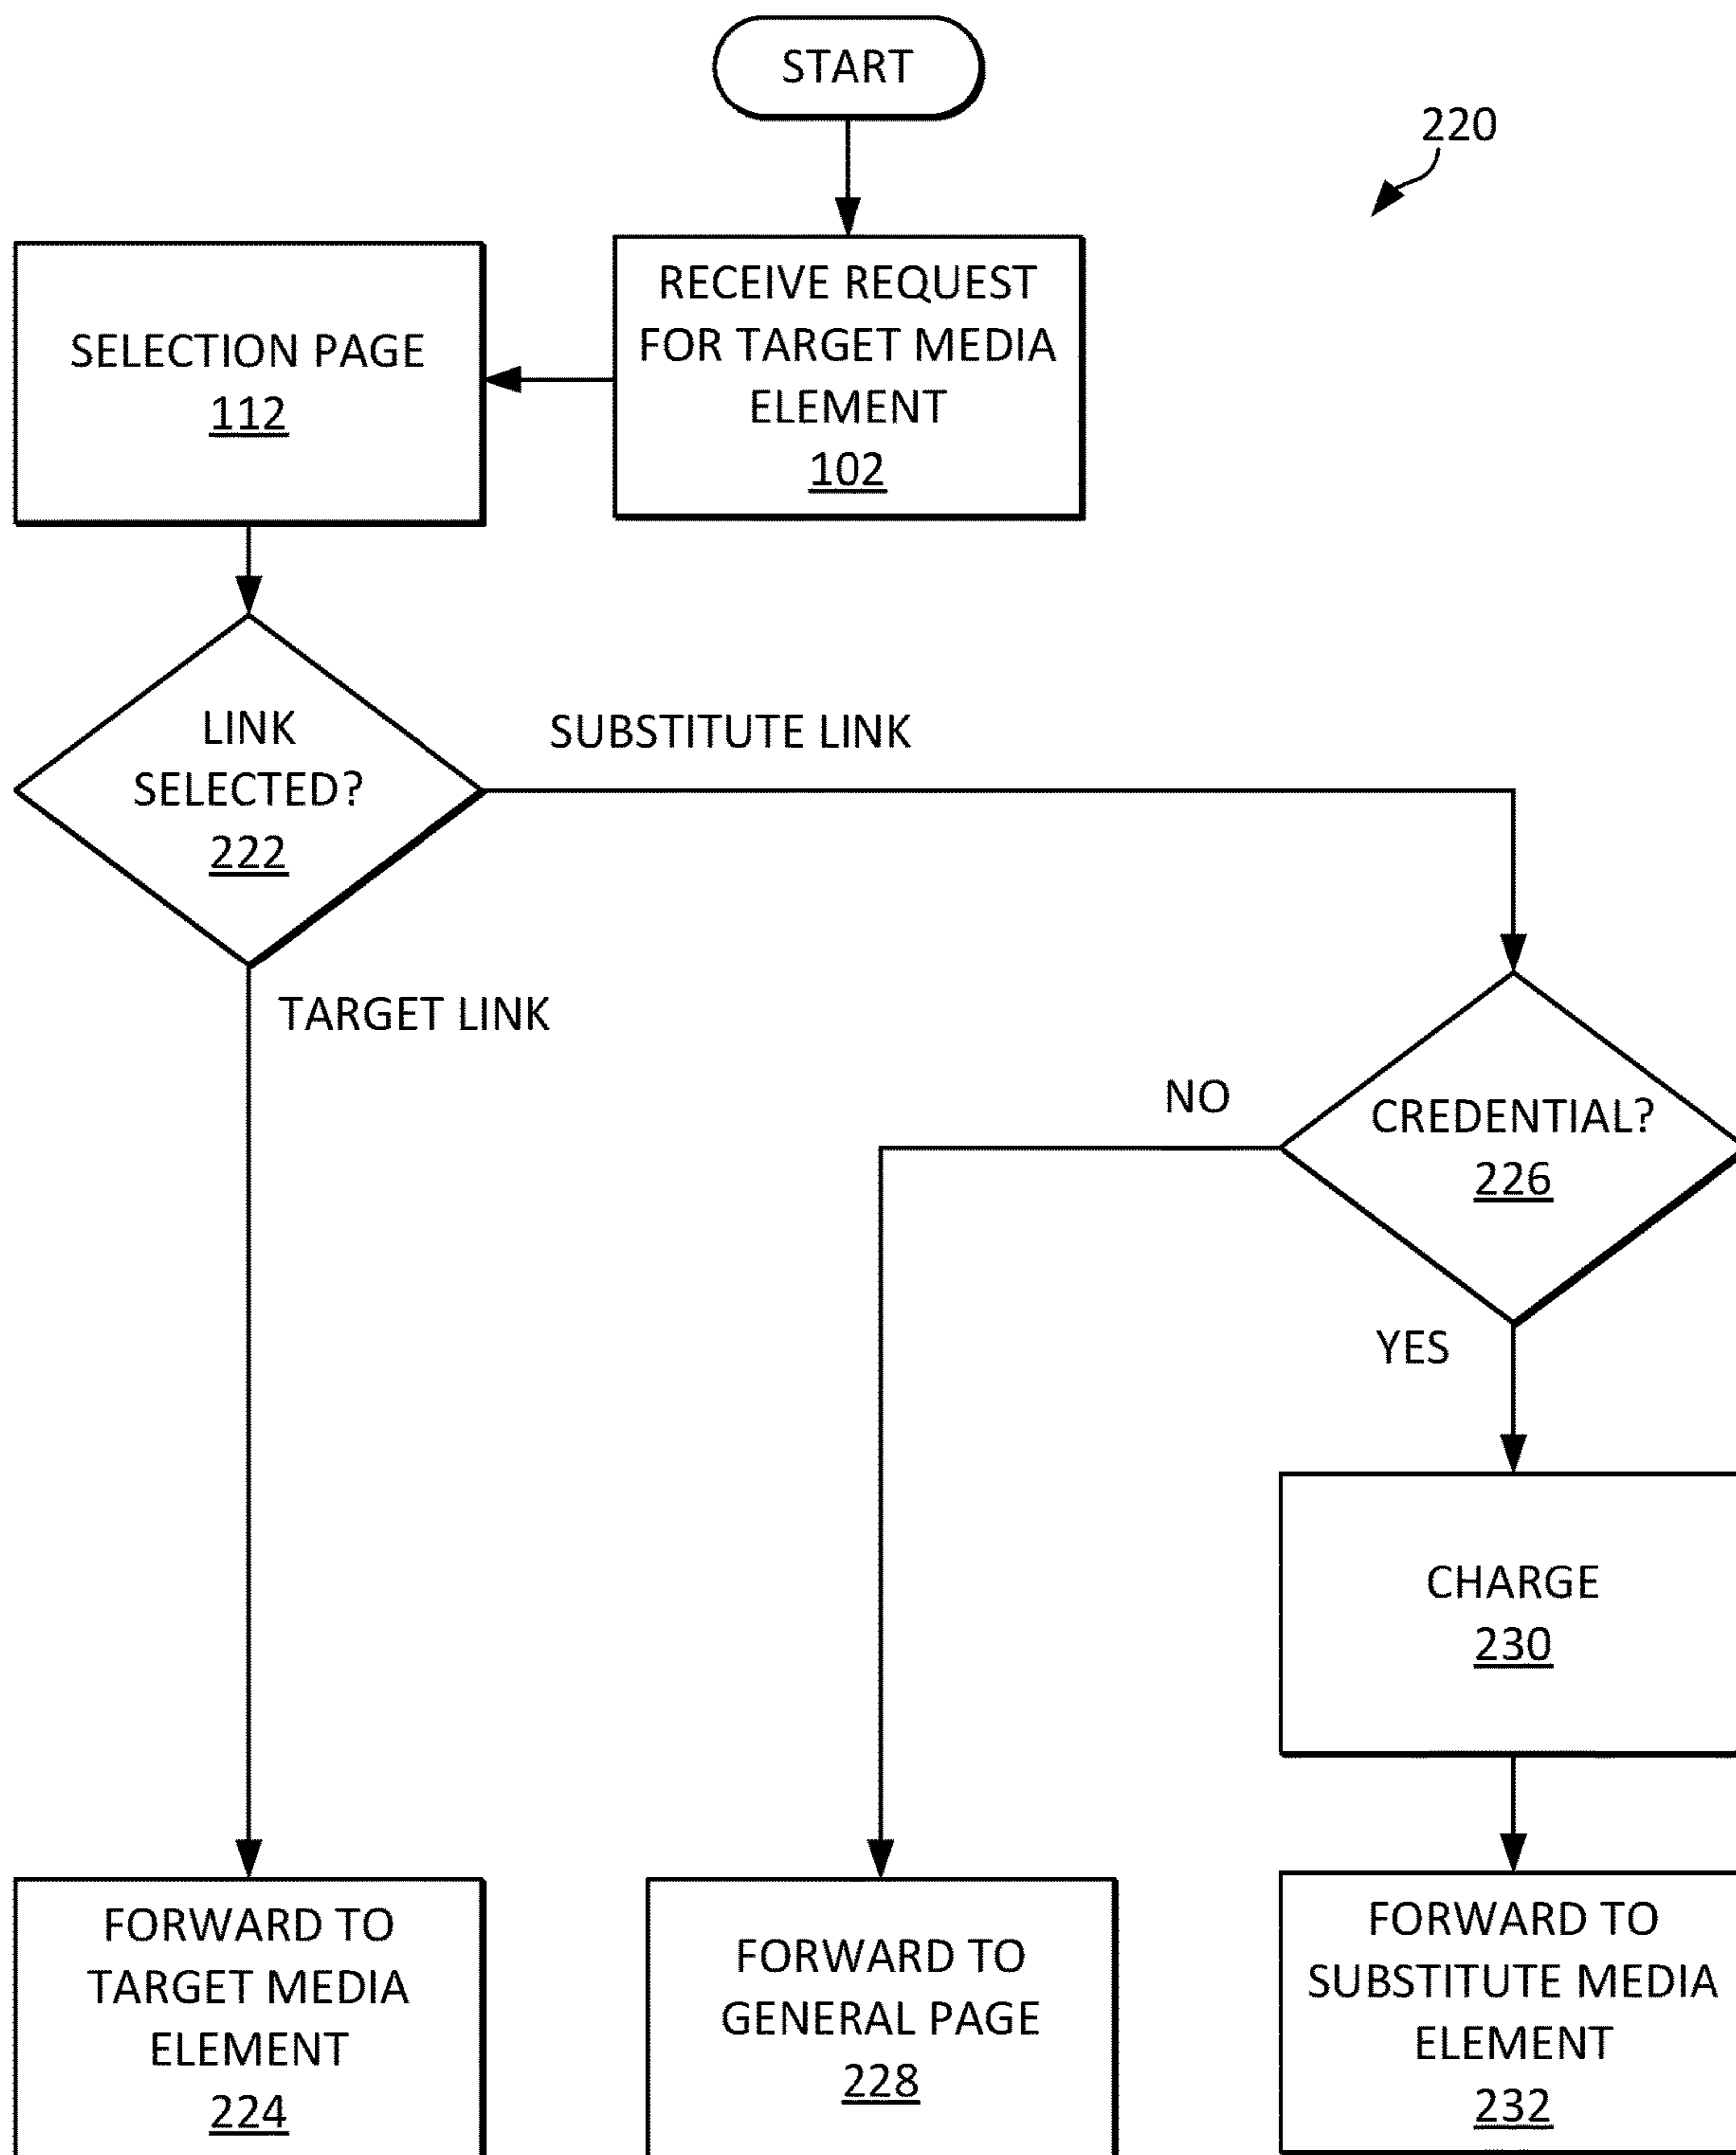 START
220
RECEIVE REQUEST
FOR TARGET MEDIA
ELEMENT
102
SELECTION PAGE
112
LINK
SELECTED?
222
SUBSTITUTE LINK
TARGET LINK
NO
CREDENTIAL?
226
YES
CHARGE
230
FORWARD TO
TARGET MEDIA
ELEMENT
224
FORWARD TO
GENERAL PAGE
228
FORWARD TO
SUBSTITUTE MEDIA
ELEMENT
232